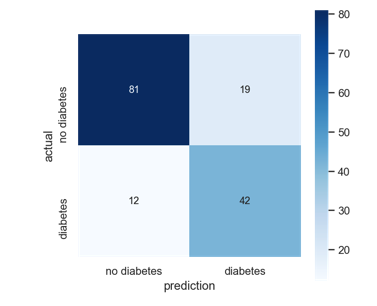 80
70
60
50
40
30
20
actual
no diabetes
diabetes
81
19
12
42
no diabetes
diabetes
prediction